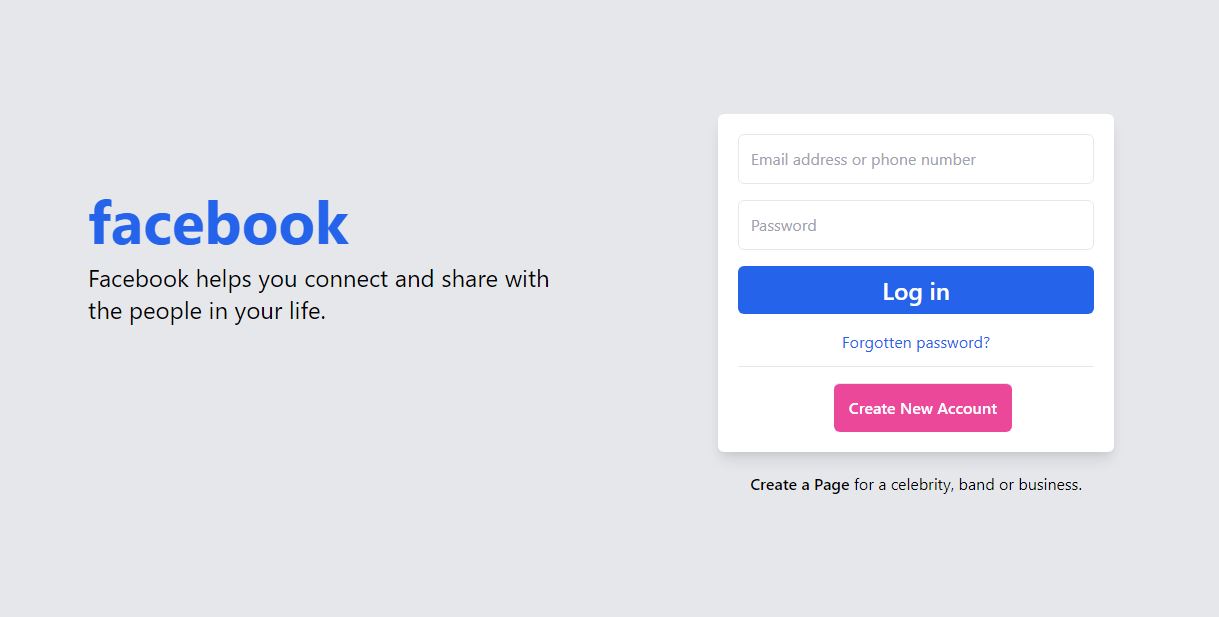 facebook
Facebook helps you connect and share with
the people in your life.
Email address or phone number
Password
Log in
Forgotten password?
Create New Account
Create a Page for a celebrity, band or business.